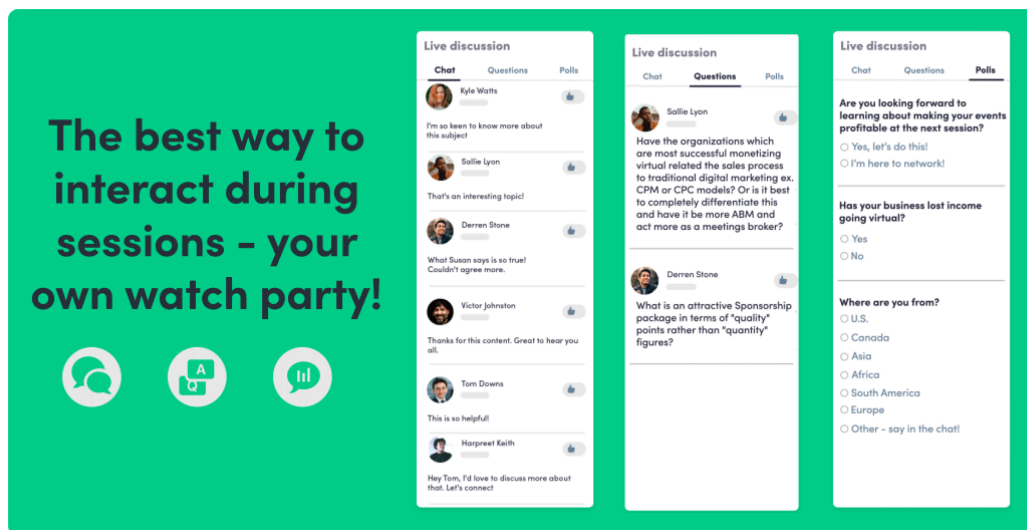 The best way to
interact during
sessions - your
own watch party!
A
Q
Live discussion
Chat Questions Polls
Kyle Watts
I'm so keen to know more about
this subject
Sallie Lyon
That's an interesting topic!
Derren Stone
What Susan says is so true!
Couldn't agree more.
Victor Johnston
Thanks for this content. Great to hear you
all.
Tom Downs
This is so helpful!
Harpreet Keith
Hey Tom, I'd love to discuss more about
that. Let's connect
Live discussion
Chat Questions Polls
Sallie Lyon
Have the organizations which
are most successful monetizing
virtual related the sales process
to traditional digital marketing ex.
CPM or CPC models? Or is it best
to completely differentiate this
and have it be more ABM and
act more as a meetings broker?
Derren Stone
What is an attractive Sponsorship
package in terms of "quality"
points rather than "quantity"
figures?
Live discussion
Chat Questions Polls
Are you looking forward to
learning about making your events
profitable at the next session?
Yes, let's do this!
I'm here to network!
Has your business lost income
going virtual?
Yes
No
Where are you from?
U.S.
Canada
Asia
Africa
South America
Europe
Other - say in the chat!